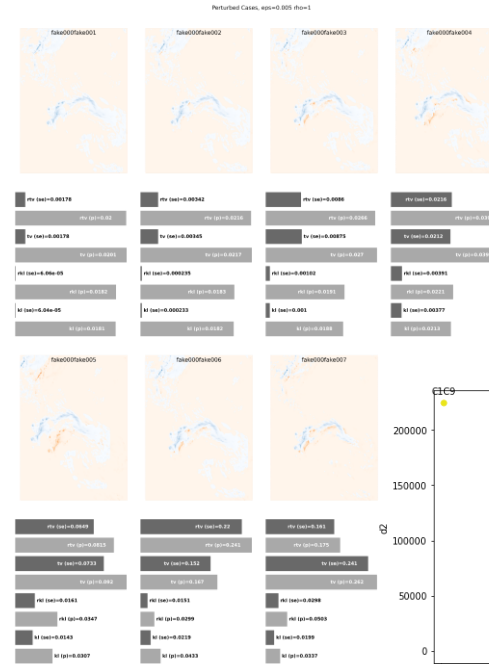 Perturbed Cases, eps=0.005 rho=1
fake000fake001
fake000fake002
fake000fake003
fake000fake004
rtv (se)=0.00178
rtv (p)=0.02
tv (se)=0.00178
tv (p)=0.0201
rkl (se)=6.06e-05
rkl (p)=0.0182
kl (se)=6.04e-05
kl (p)=0.0181
rtv (se)=0.00342
rtv (p)=0.0216
tv (se)=0.00345
tv (p)=0.0217
rkl (se)=0.000235
rkl (p)=0.0183
kl (se)=0.000233
kl (p)=0.0182
rtv (se)=0.0086
rtv (p)=0.0266
tv (se)=0.00875
tv (p)=0.027
rkl (se)=0.00102
rkl (p)=0.0191
kl (se)=0.001
kl (p)=0.0188
rtv (se)=0.0216
tv (se)=0.0212
rkl (se)=0.00391
rkl (p)=0.0221
kl (se)=0.00377
kl (p)=0.0213
fake000fake005
fake000fake006
fake000fake007
rtv (se)=0.0649
rtv (p)=0.0815
tv (se)=0.0733
tv (p)=0.092
rkl (se)=0.0161
rkl (p)=0.0347
kl (se)=0.0143
kl (p)=0.0307
rtv (se)=0.22
rtv (p)=0.241
tv (se)=0.152
tv (p)=0.167
rkl (se)=0.0151
rkl (p)=0.0299
kl (se)=0.0219
kl (p)=0.0433
rtv (se)=0.161
rtv (p)=0.175
tv (se)=0.241
tv (p)=0.262
rkl (se)=0.0298
rkl (p)=0.0503
kl (se)=0.0199
kl (p)=0.0337
C1C9
200000
150000
100000
50000
0
d2